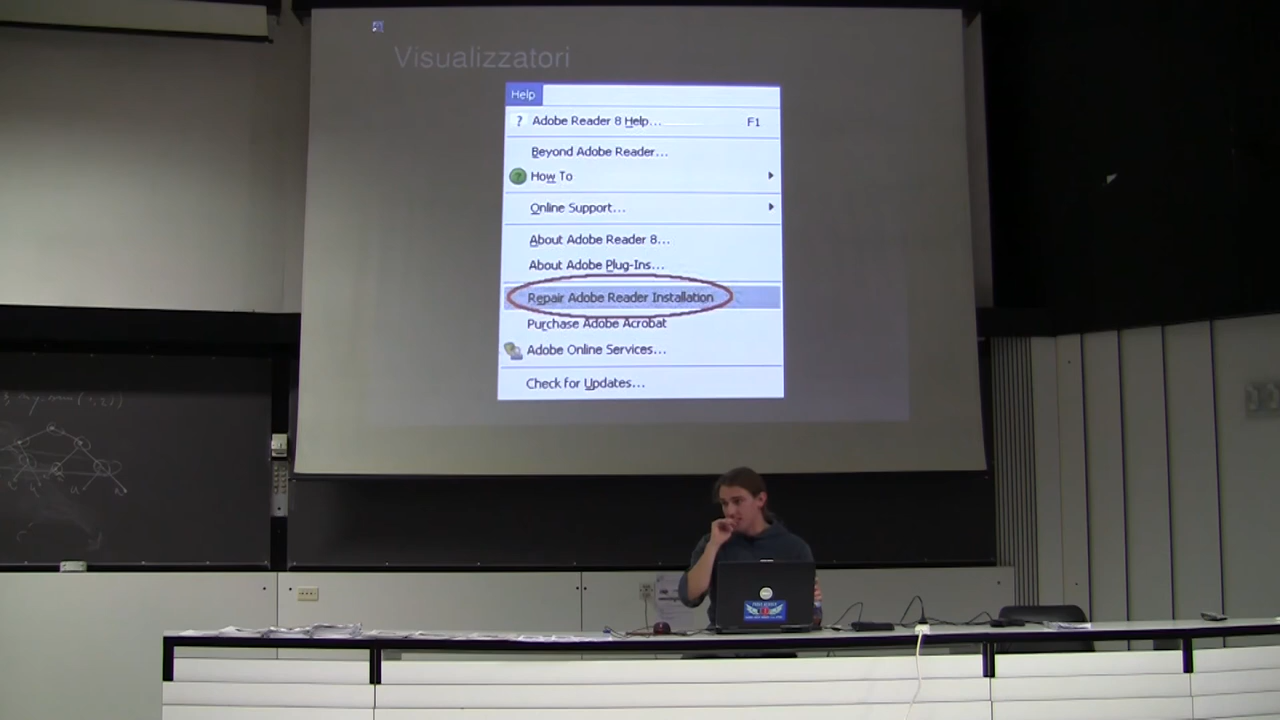 Visualizzatori
Help
? Adobe Reader 8 Help... F1
Beyond Adobe Reader...
? How To
Online Support...
About Adobe Reader 8...
About Adobe Plug-Ins...
Repair Adobe Reader Installation
Purchase Adobe Acrobat
Adobe Online Services...
Check for Updates...